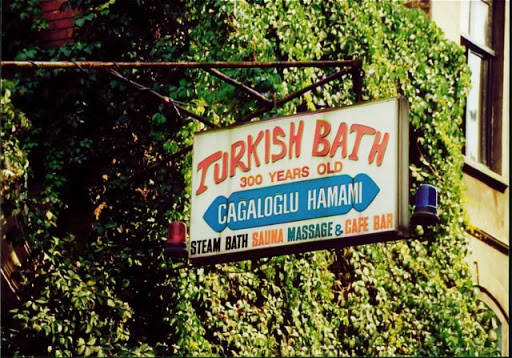 TURKISH BATH
300 YEARS OLD
CAGALOGLU HAMAMI
STEAM BATH SAUNA MASSAGE & CAFE BAR